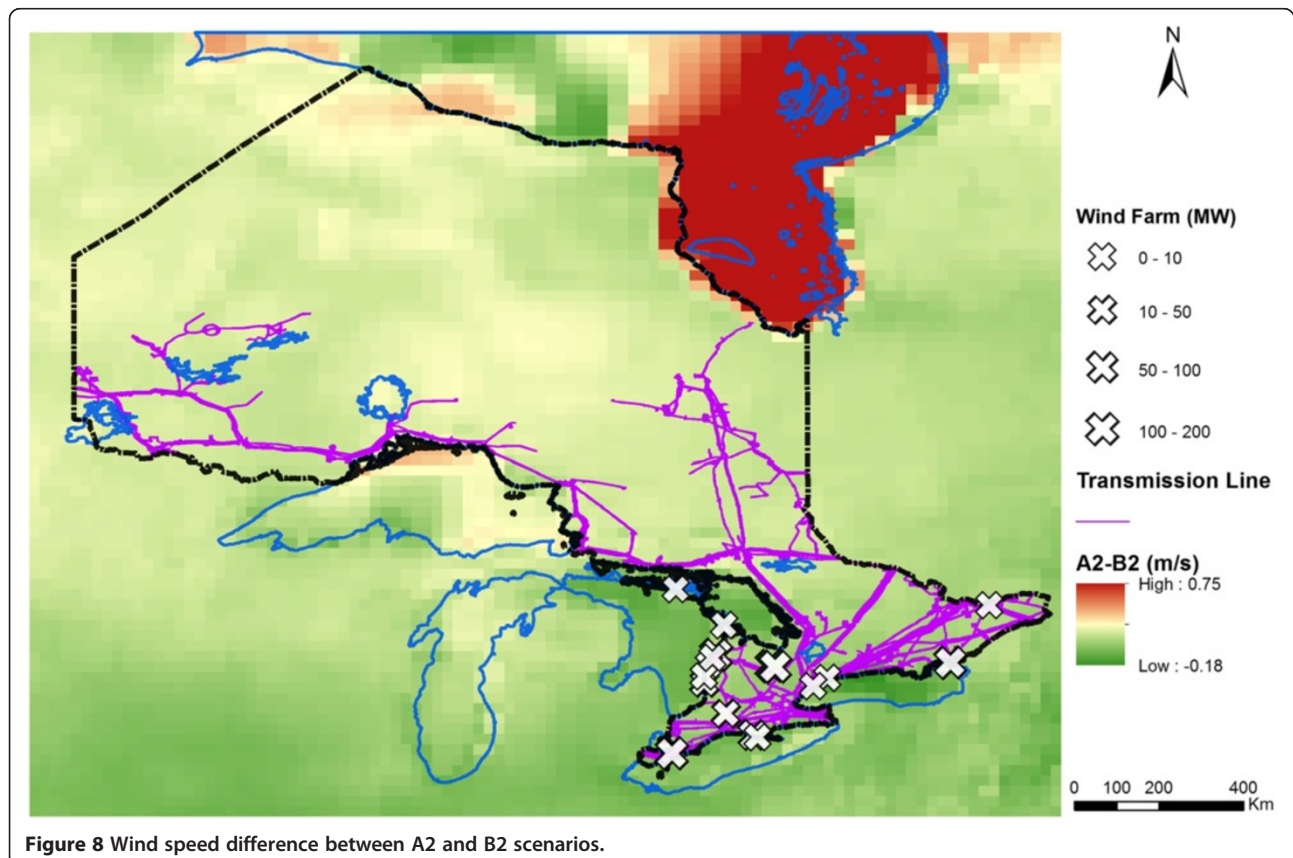 N
Wind Farm (MW)
0 - 10
10 - 50
50 - 100
100 - 200
Transmission Line
A2-B2 (m/s)
High : 0.75
Low : -0.18
0 100 200 400
Km
Figure 8 Wind speed difference between A2 and B2 scenarios.